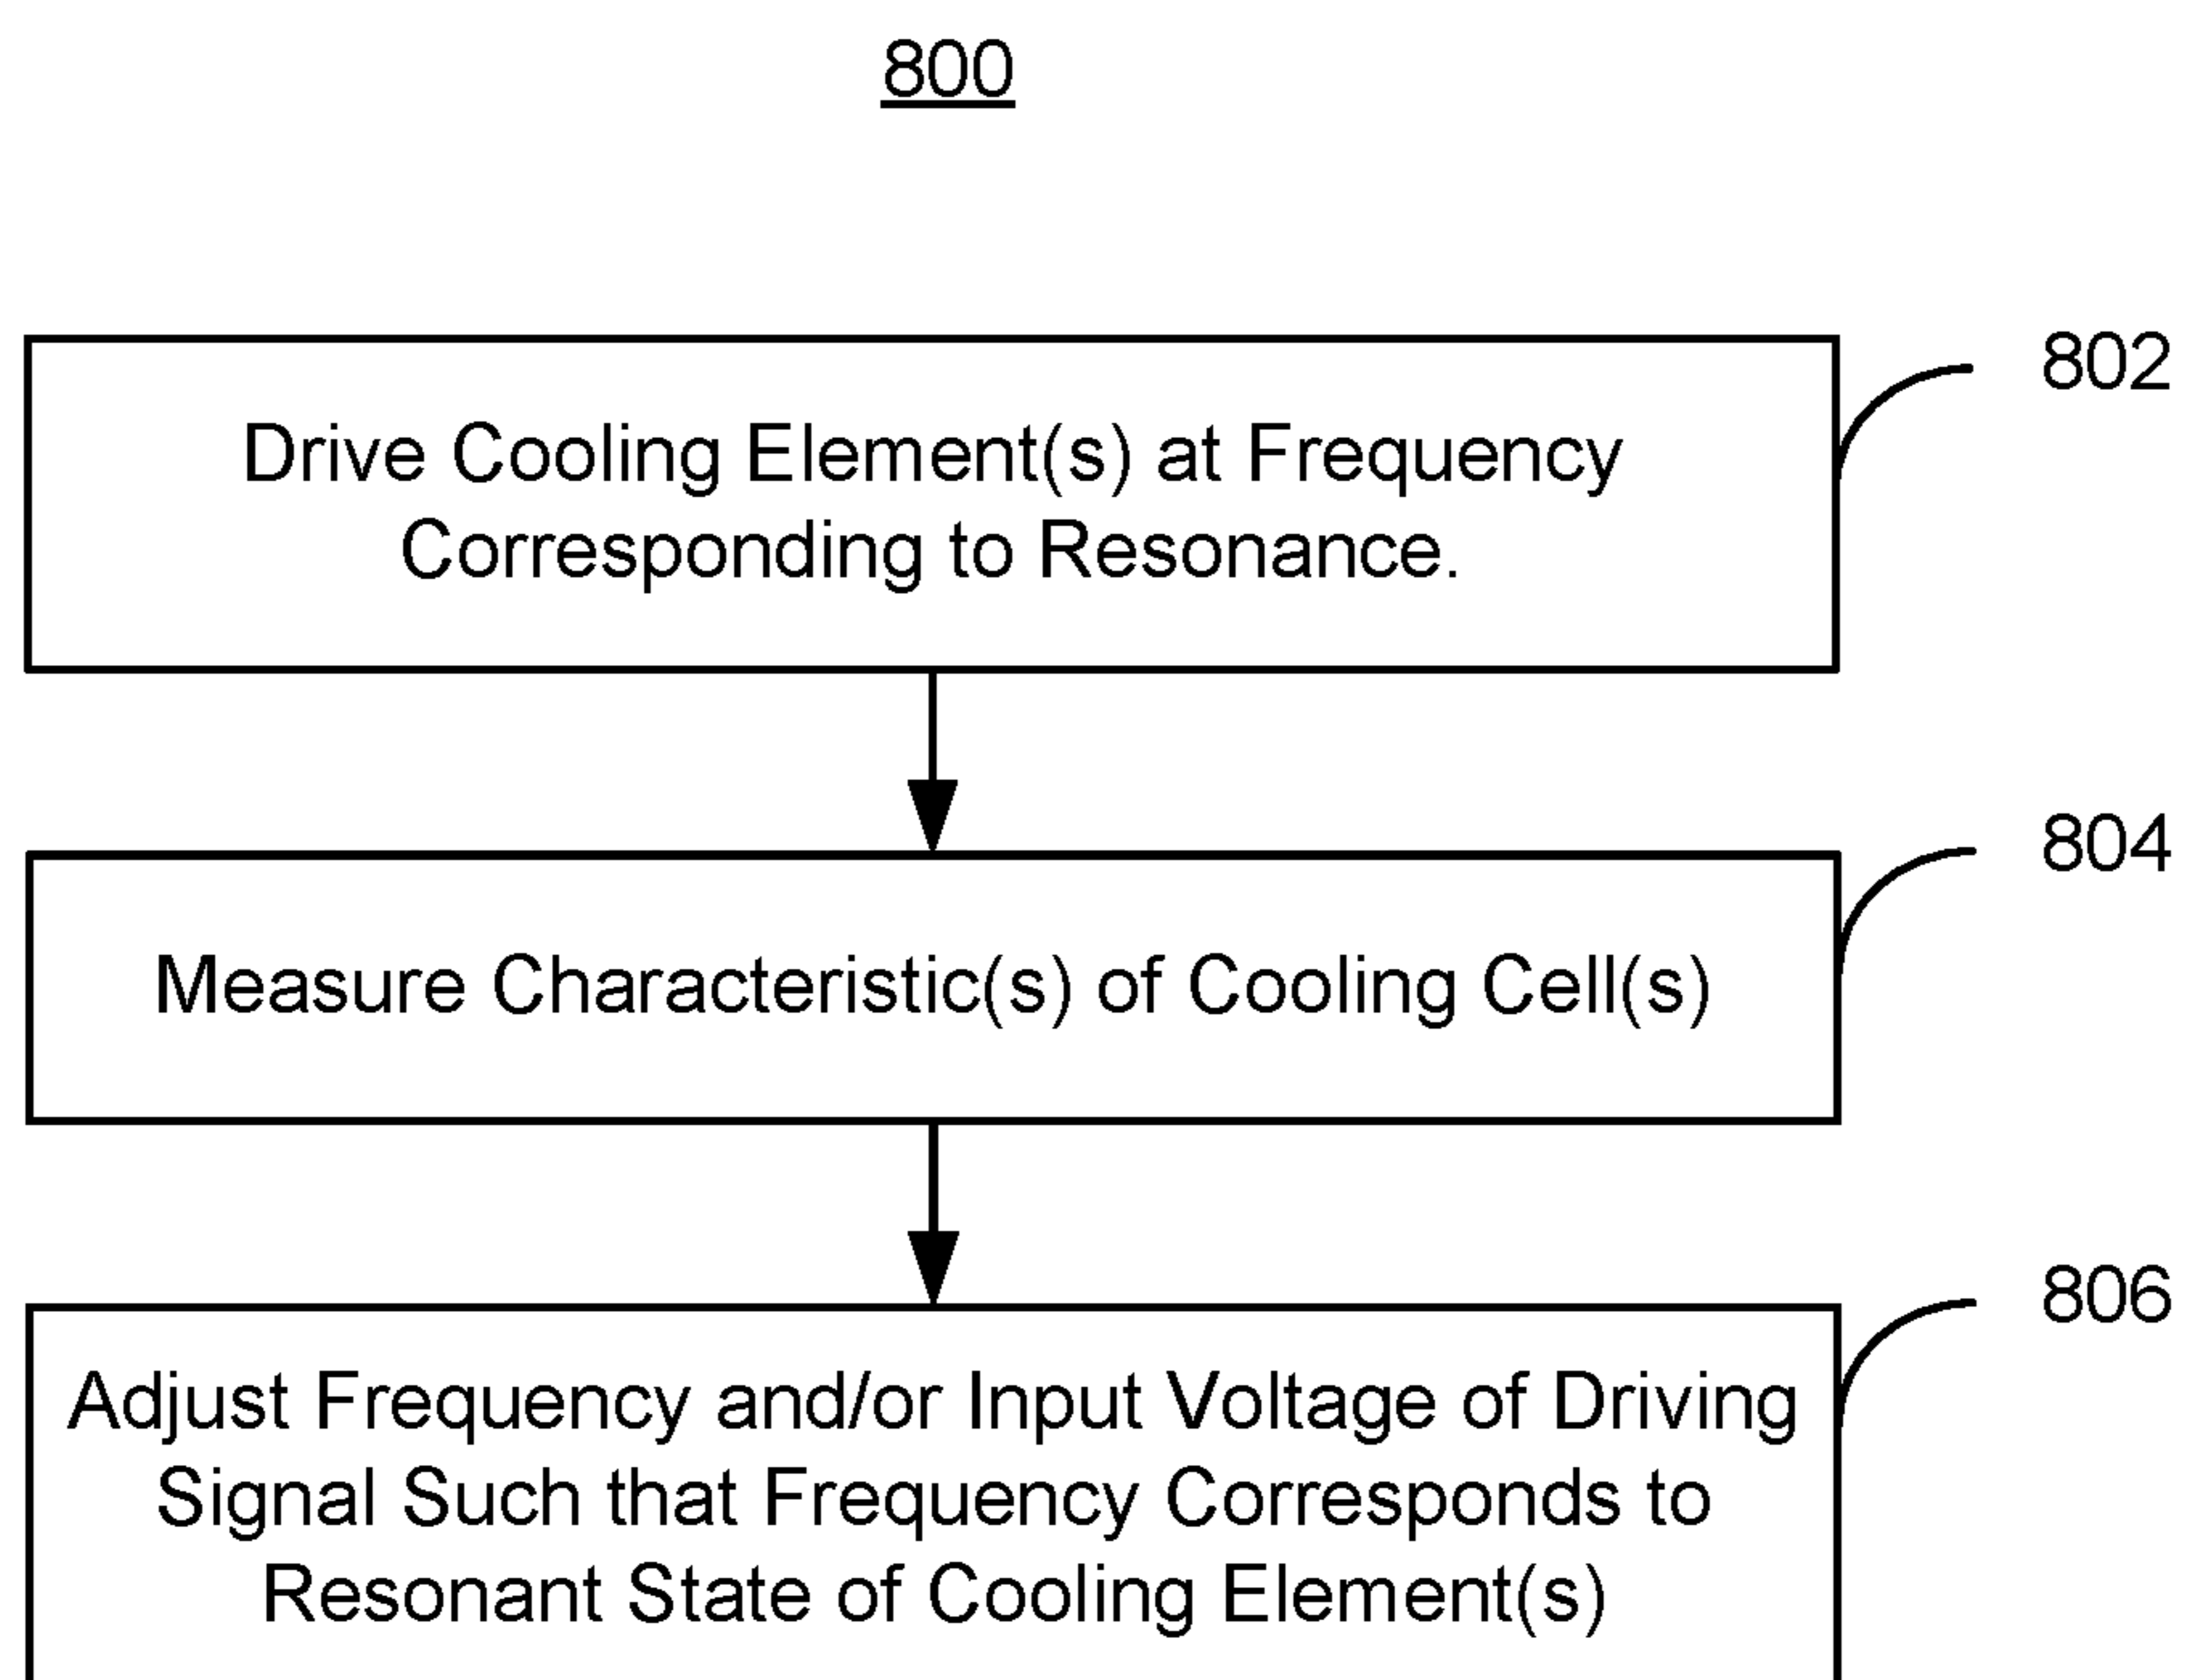 800
802
Drive Cooling Element(s) at Frequency
Corresponding to Resonance.
804
Measure Characteristic(s) of Cooling Cell(s)
806
Adjust Frequency and/or Input Voltage of Driving
Signal Such that Frequency Corresponds to
Resonant State of Cooling Element(s)